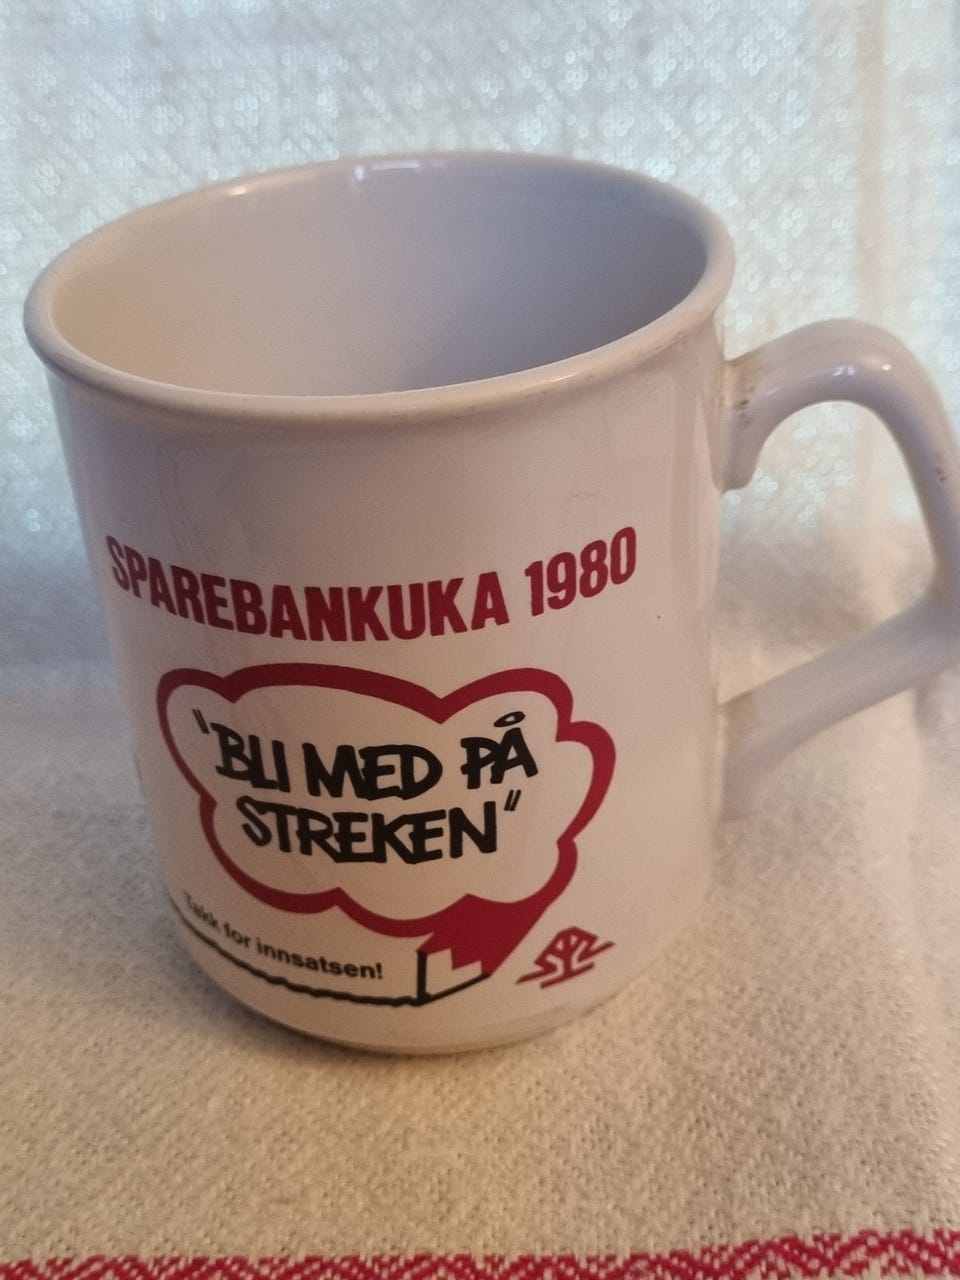 SPAREBANKUKA 1980
"BLI MED PÅ
STREKEN"
Takk for innsatsen!